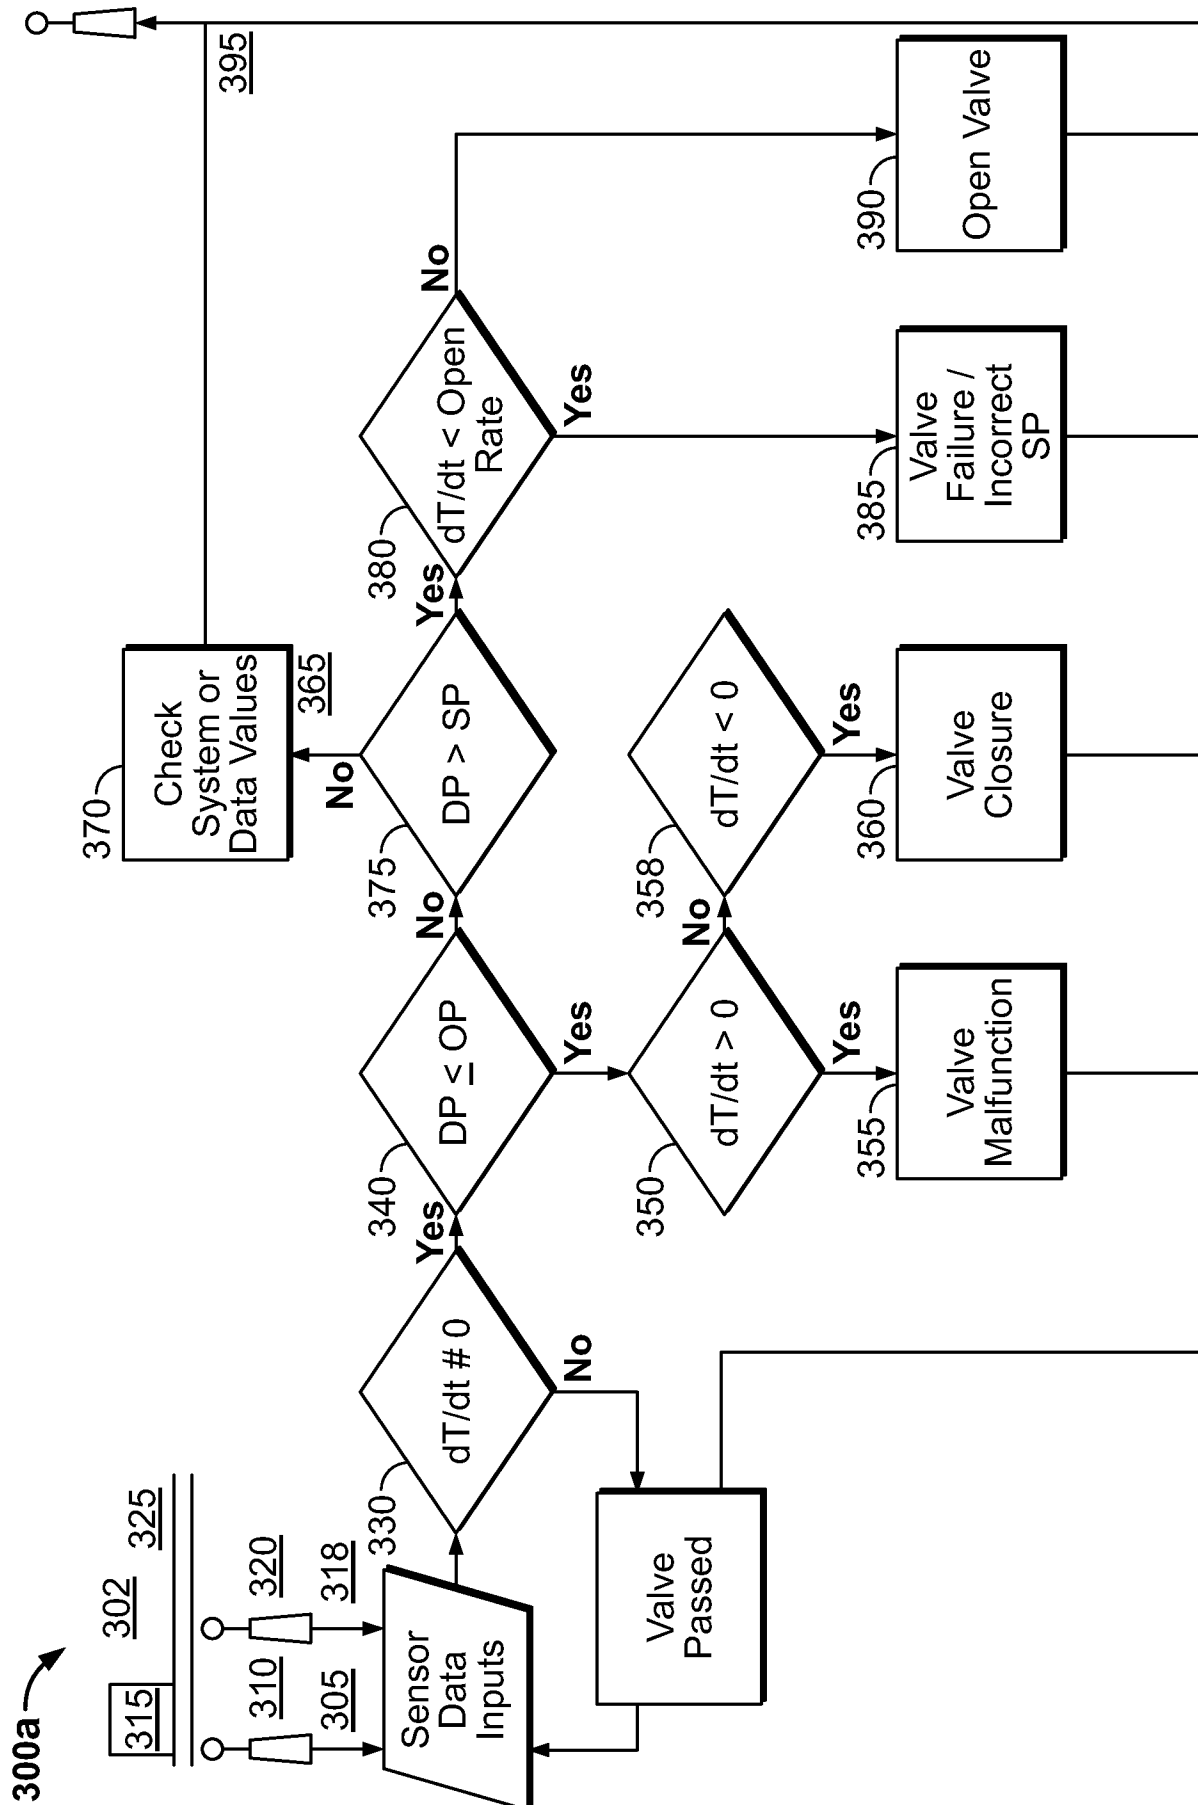 300a
302
325
315
310
320
305
318
Sensor
Data
Inputs
330
dT/dt # 0
Yes
No
Valve
Passed
340
DP ≤ OP
No
Yes
350
dT/dt > 0
No
Yes
355
Valve
Malfunction
358
dT/dt < 0
Yes
360
Valve
Closure
375
DP > SP
No
Yes
370
Check
System or
Data Values
365
380
dT/dt < Open
Rate
No
Yes
385
Valve
Failure /
Incorrect
SP
390
Open Valve
395